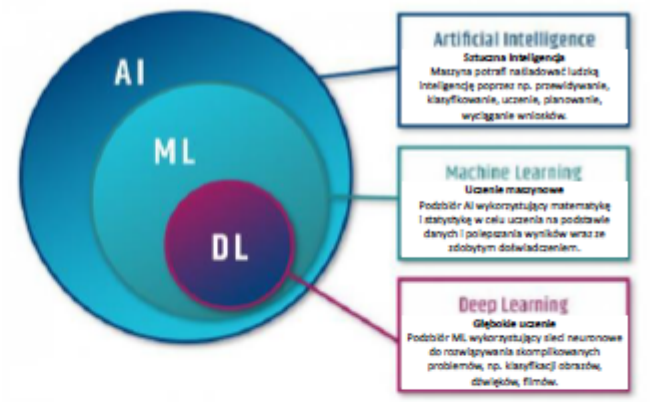 AI
ML
DL
Artificial Intelligence
Sztuczna Inteligencja
Maszyna potrafi naśladować ludzką
inteligencję poprzez np. przewidywanie,
klasyfikowanie, uczenie, planowanie,
wyciąganie wniosków.
Machine Learning
Uczenie maszynowe
Podzbiór AI wykorzystujący matematykę
i statystykę w celu uczenia na podstawie
danych i polepszania wyników wraz ze
zdobytym doświadczeniem.
Deep Learning
Głębokie uczenie
Podzbiór ML wykorzystujący sieci neuronowe
do rozwiązywania skomplikowanych
problemów, np. klasyfikacji obrazów,
dźwięków, filmów.